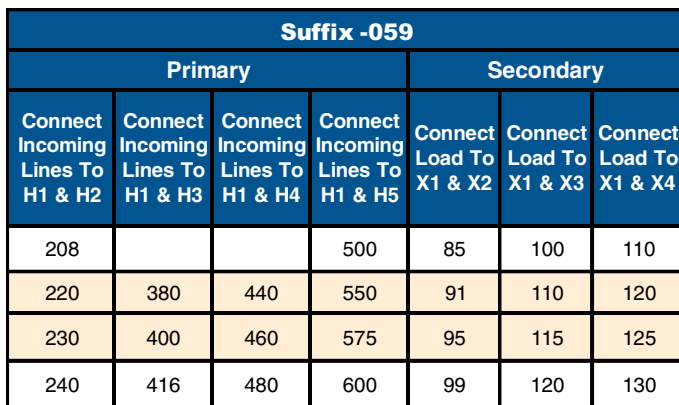 Suffix -059
Primary Secondary
Connect Incoming Lines To H1 & H2 Connect Incoming Lines To H1 & H3 Connect Incoming Lines To H1 & H4 Connect Incoming Lines To H1 & H5 Connect Load To X1 & X2 Connect Load To X1 & X3 Connect Load To X1 & X4
208 500 85 100 110
220 380 440 550 91 110 120
230 400 460 575 95 115 125
240 416 480 600 99 120 130